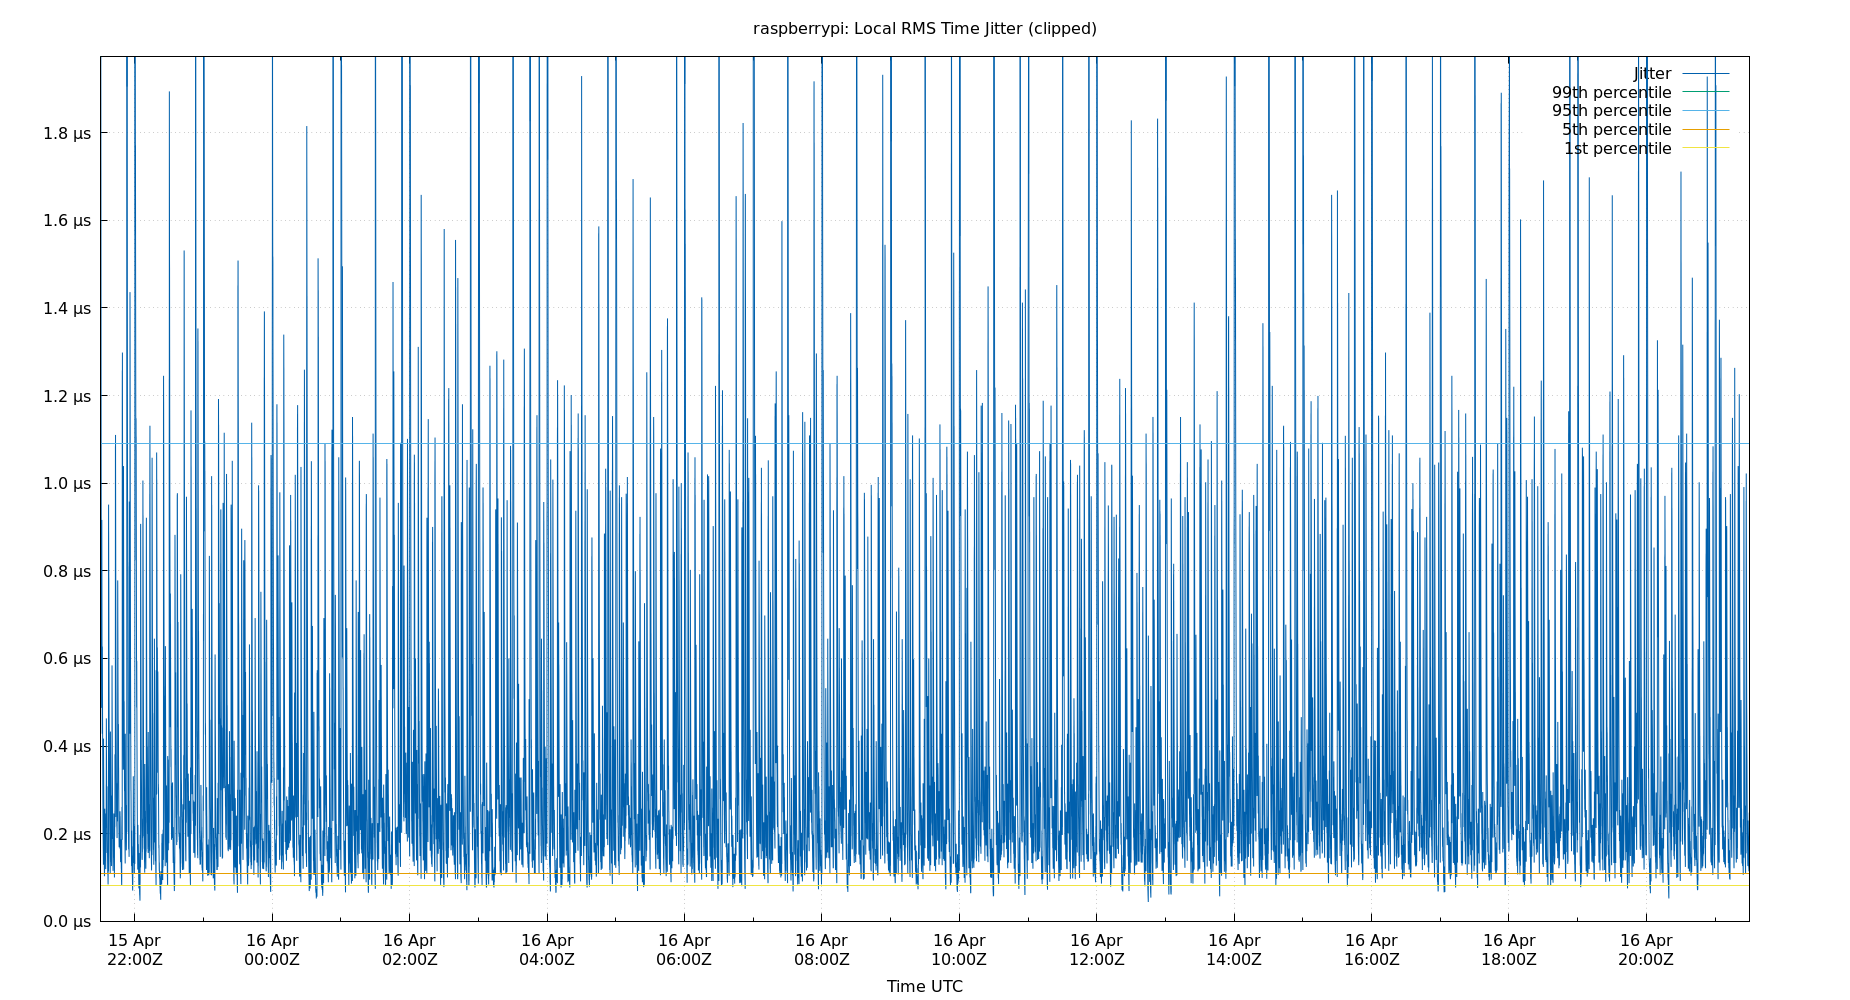 raspberrypi: Local RMS Time Jitter (clipped)
Jitter
99th percentile
95th percentile
5th percentile
1st percentile
1.8 µs
1.6 µs
1.4 µs
1.2 µs
1.0 µs
0.8 µs
0.6 µs
0.4 µs
0.2 µs
0.0 µs
15 Apr 16 Apr 16 Apr 16 Apr 16 Apr 16 Apr 16 Apr 16 Apr 16 Apr 16 Apr 16 Apr 16 Apr
22:00Z 00:00Z 02:00Z 04:00Z 06:00Z 08:00Z 10:00Z 12:00Z 14:00Z 16:00Z 18:00Z 20:00Z
Time UTC